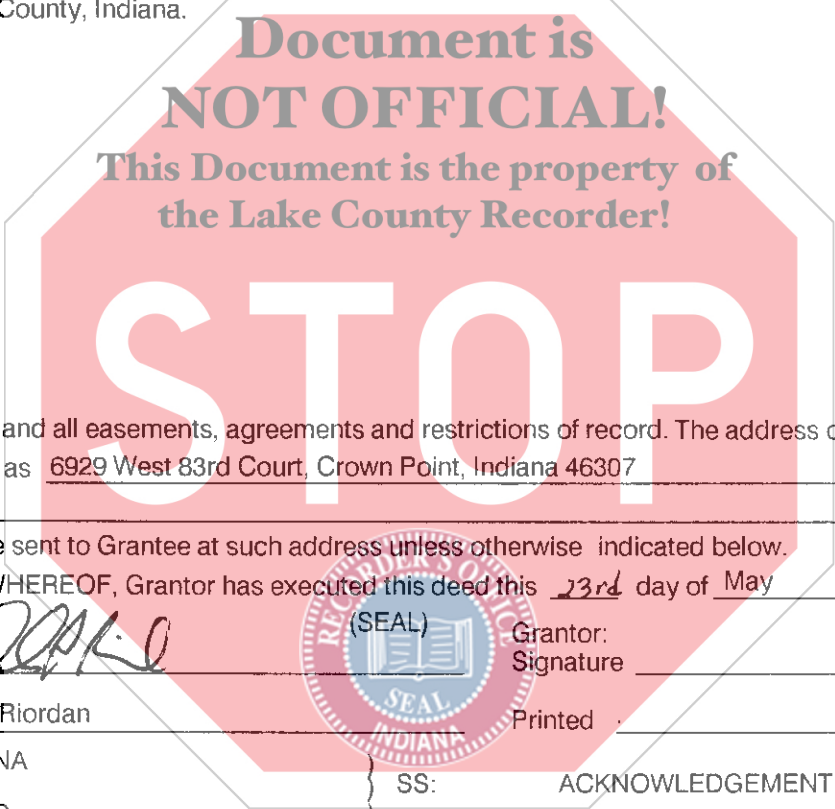 County, Indiana.
Document is
NOT OFFICIAL!
This Document is the property of
the Lake County Recorder!
STOP
and all easements, agreements and restrictions of record. The address
as 6929 West 83rd Court, Crown Point, Indiana 46307
sent to Grantee at such address unless otherwise indicated below.
WHEREOF, Grantor has executed this deed this 23rd day of May
(SEAL) Grantor:
Signature
Riordan Printed
RECORDER'S OFFICE
SEAL
INDIANA
NA
SS: ACKNOWLEDGEMENT